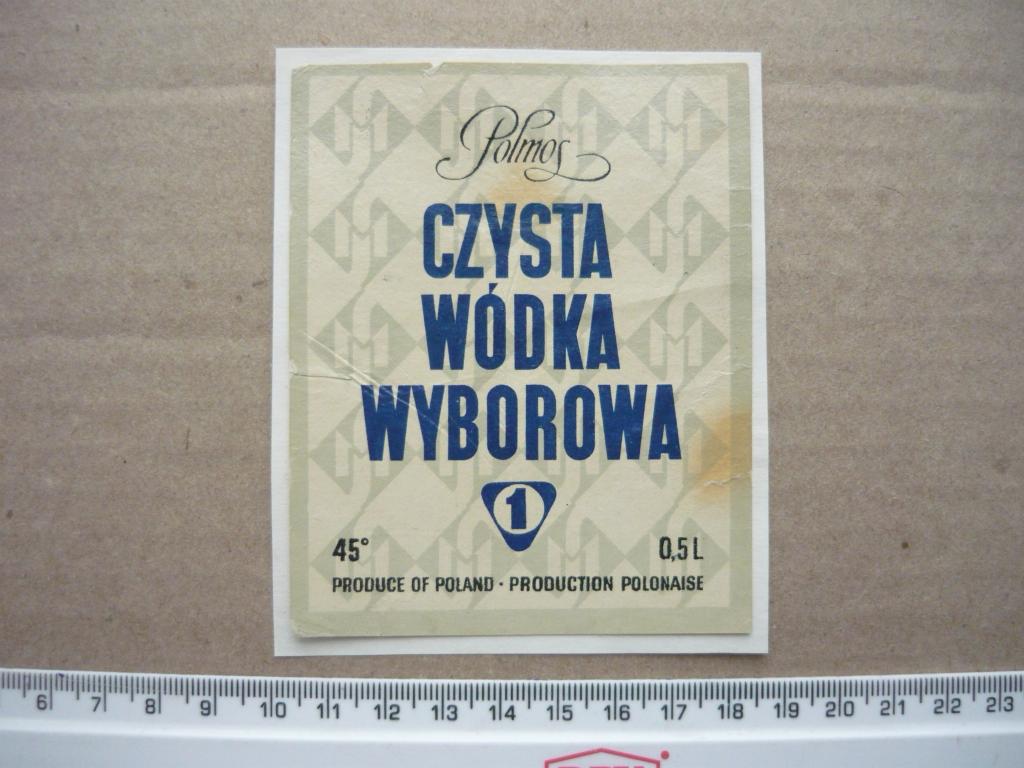 Polmos
CZYSTA
WÓDKA
WYBOROWA
1
45° 0,5 L
PRODUCE OF POLAND · PRODUCTION POLONAISE
6 7 8 9 10 11 12 13 14 15 16 17 18 19 20 21 22 23